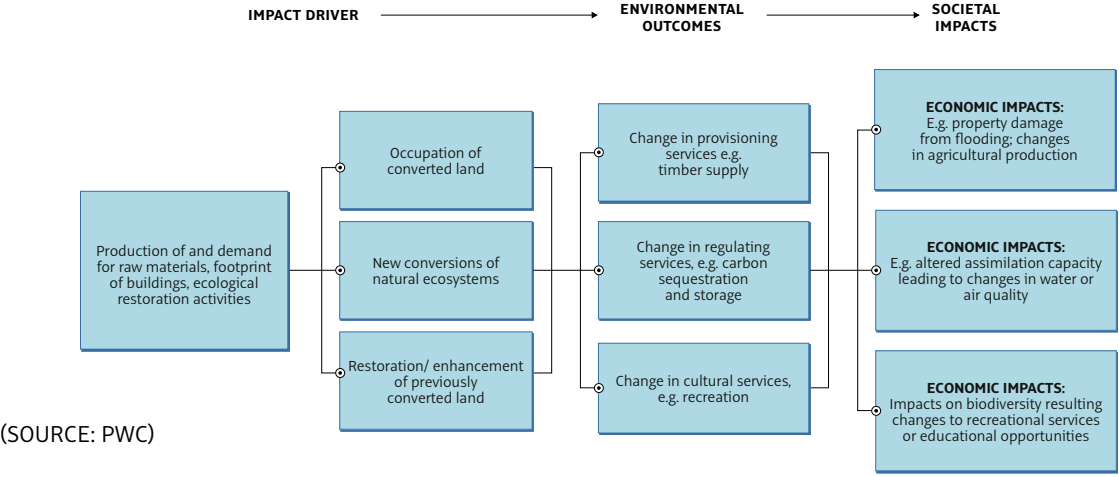 IMPACT DRIVER
ENVIRONMENTAL
OUTCOMES
SOCIETAL
IMPACTS
Production of and demand
for raw materials, footprint
of buildings, ecological
restoration activities
Occupation of
converted land
New conversions of
natural ecosystems
Restoration/ enhancement
of previously
converted land
Change in provisioning
services e.g.
timber supply
Change in regulating
services, e.g. carbon
sequestration
and storage
Change in cultural services,
e.g. recreation
ECONOMIC IMPACTS:
E.g. property damage
from flooding; changes
in agricultural production
ECONOMIC IMPACTS:
E.g. altered assimilation capacity
leading to changes in water or
air quality
ECONOMIC IMPACTS:
Impacts on biodiversity resulting
changes to recreational services
or educational opportunities
(SOURCE: PWC)